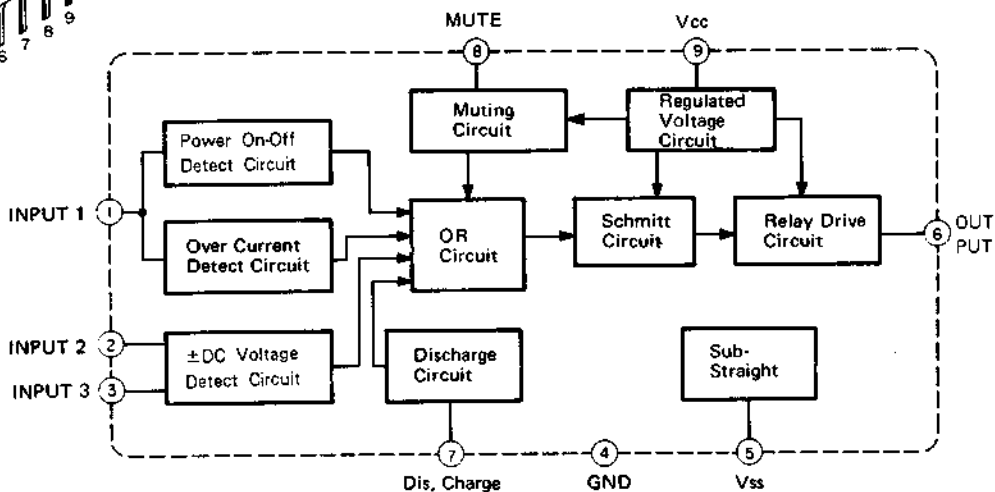 6 7 8 9
MUTE
Vcc
8
9
Muting
Circuit
Regulated
Voltage
Circuit
Power On-Off
Detect Circuit
INPUT 1
1
Over Current
Detect Circuit
OR
Circuit
Schmitt
Circuit
Relay Drive
Circuit
6
OUT
PUT
INPUT 2
2
INPUT 3
3
±DC Voltage
Detect Circuit
Discharge
Circuit
Sub-
Straight
7
4
5
Dis, Charge
GND
Vss